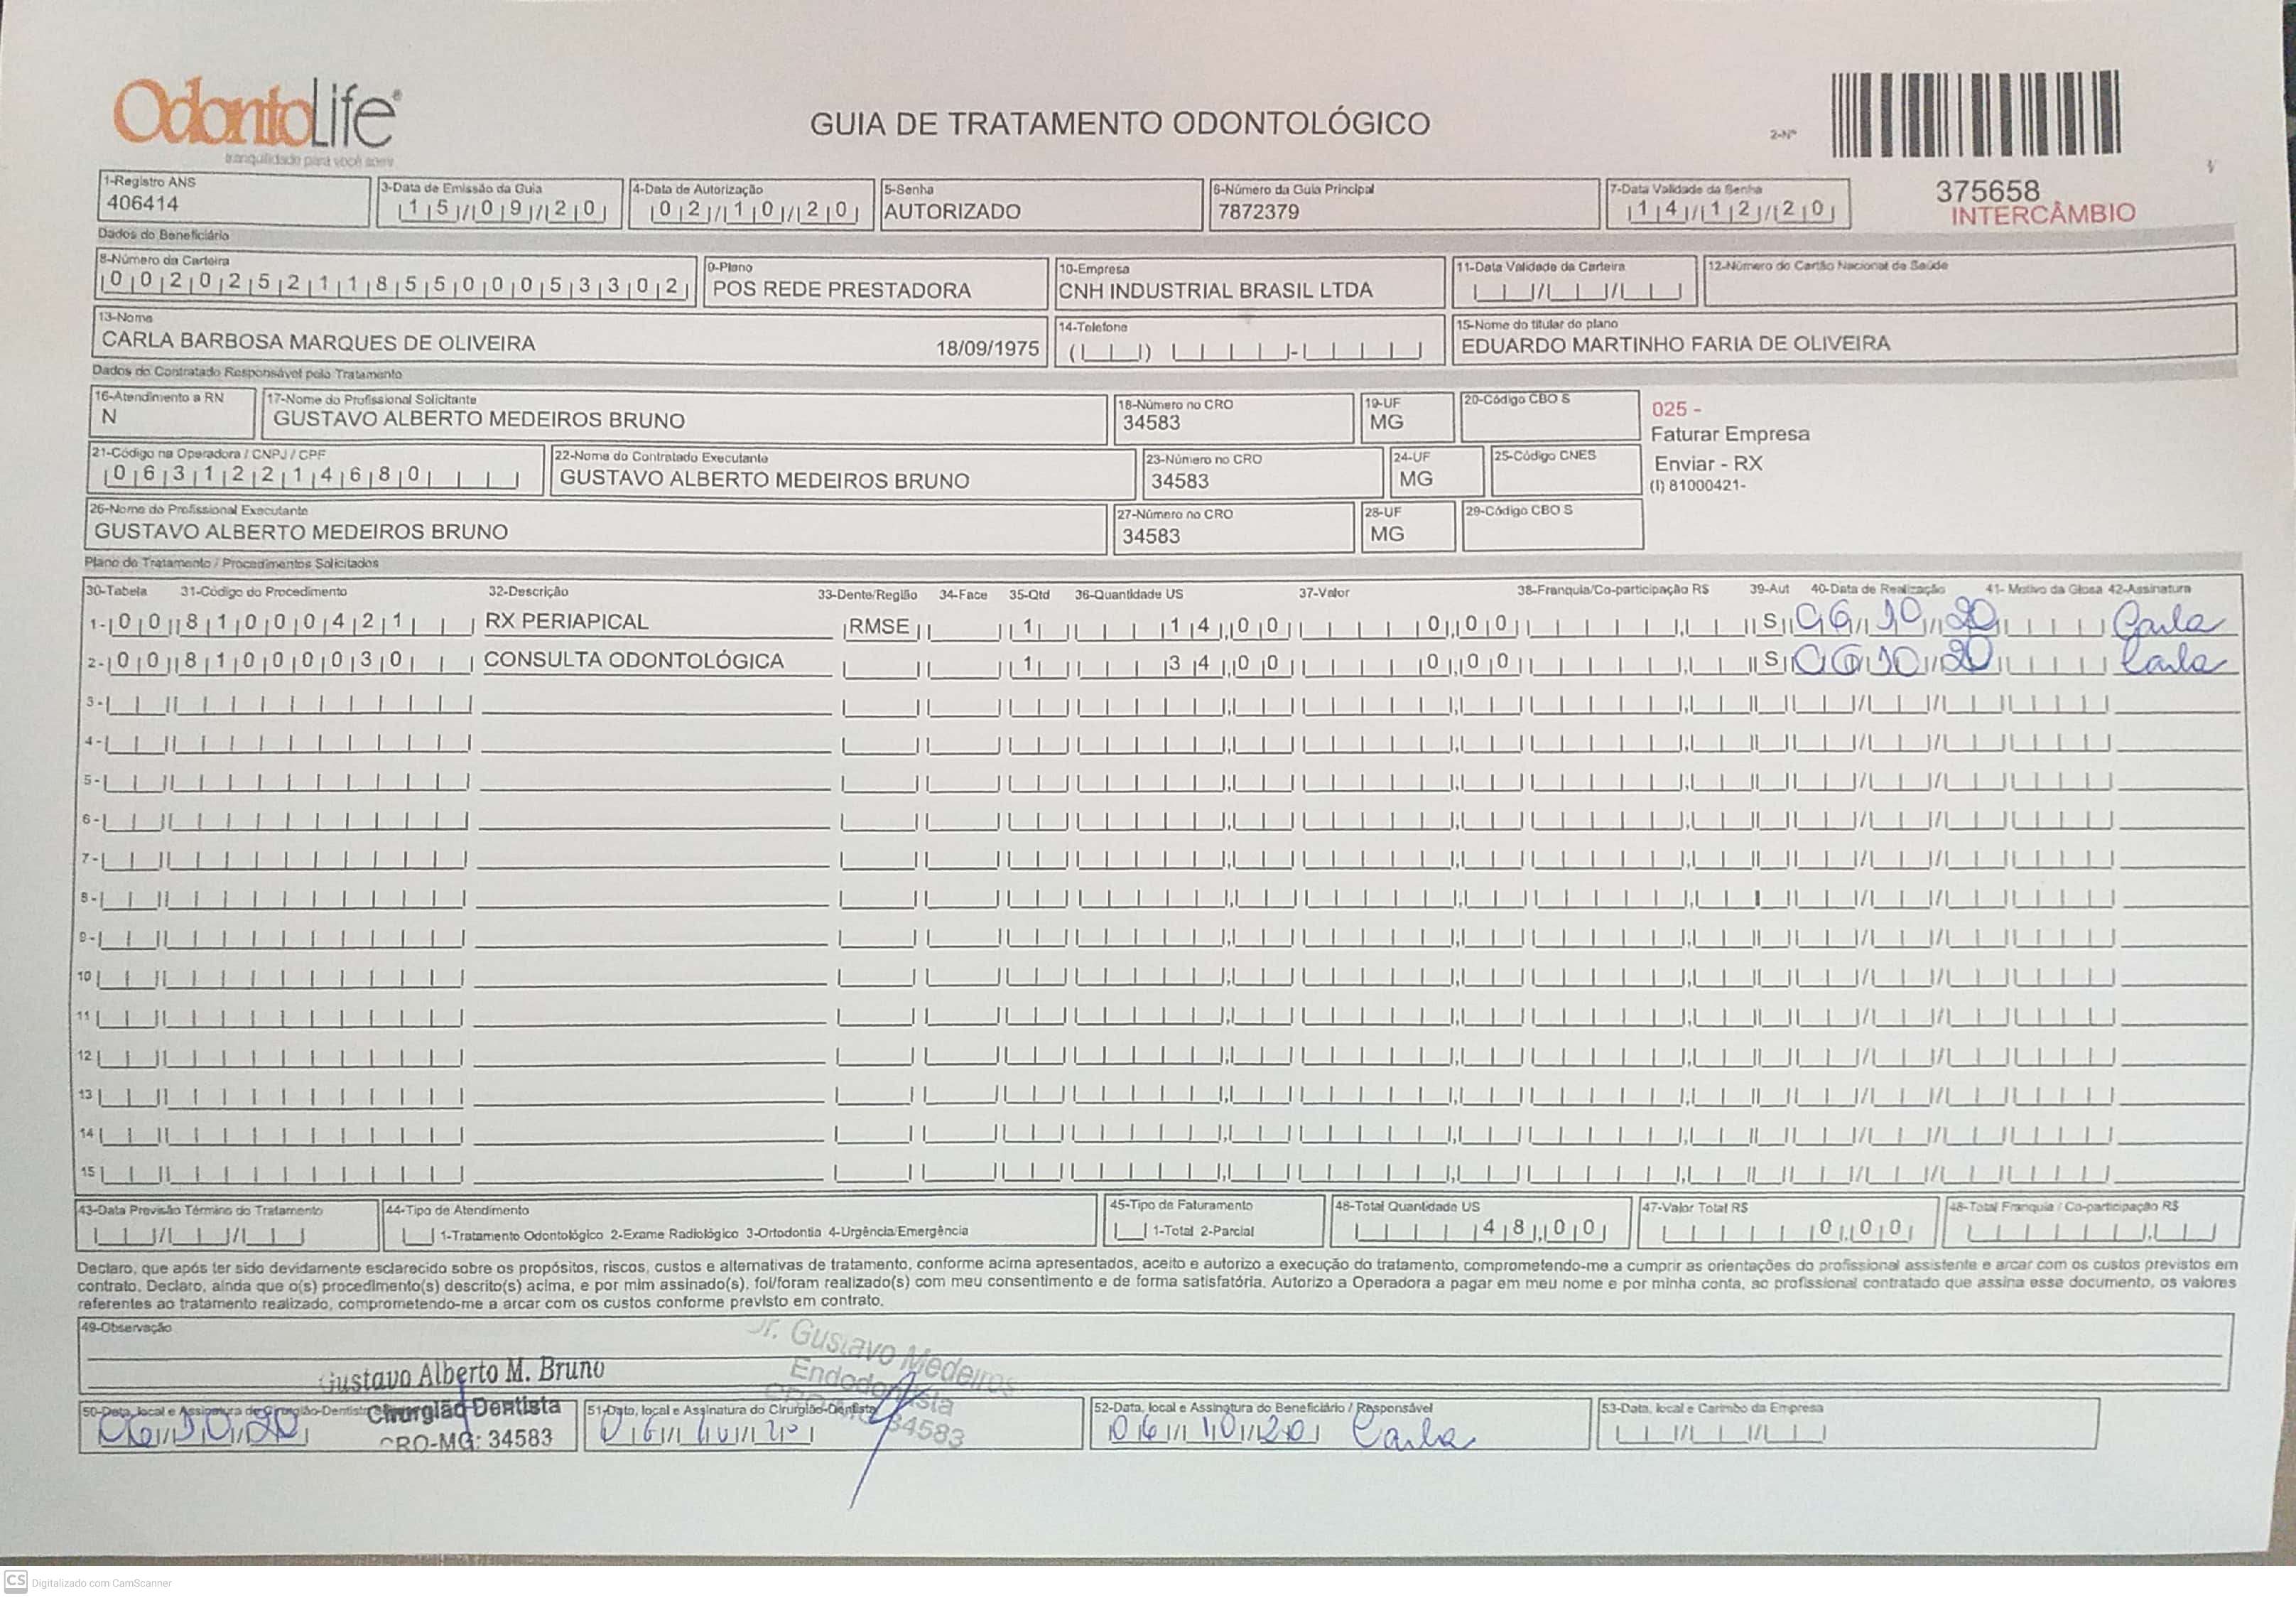 OdontoLife®
tranquilidade para você sorrir
GUIA DE TRATAMENTO ODONTOLÓGICO
2-Nº
375658
INTERCÂMBIO
1-Registro ANS
406414
3-Data de Emissão da Guia
15/09/20
4-Data de Autorização
02/10/20
5-Senha
AUTORIZADO
6-Número da Guia Principal
7872379
7-Data Validade da Senha
14/12/20
Dados do Beneficiário
8-Número da Carteira
00202521185500053302
9-Plano
POS REDE PRESTADORA
10-Empresa
CNH INDUSTRIAL BRASIL LTDA
11-Data Validade da Carteira
12-Número do Cartão Nacional de Saúde
13-Nome
CARLA BARBOSA MARQUES DE OLIVEIRA 18/09/1975
14-Telefone
15-Nome do titular do plano
EDUARDO MARTINHO FARIA DE OLIVEIRA
Dados do Contratado Responsável pelo Tratamento
16-Atendimento a RN
N
17-Nome do Profissional Solicitante
GUSTAVO ALBERTO MEDEIROS BRUNO
18-Número no CRO
34583
19-UF
MG
20-Código CBO S
025 -
Faturar Empresa
Enviar - RX
(I) 81000421-
21-Código na Operadora / CNPJ / CPF
06312214680
22-Nome do Contratado Executante
GUSTAVO ALBERTO MEDEIROS BRUNO
23-Número no CRO
34583
24-UF
MG
25-Código CNES
26-Nome do Profissional Executante
GUSTAVO ALBERTO MEDEIROS BRUNO
27-Número no CRO
34583
28-UF
MG
29-Código CBO S
Plano de Tratamento / Procedimentos Solicitados
30-Tabela 31-Código do Procedimento 32-Descrição 33-Dente/Região 34-Face 35-Qtd 36-Quantidade US 37-Valor 38-Franquia/Co-participação R$ 39-Aut 40-Data de Realização 41- Motivo da Glosa 42-Assinatura
1- 00 81000421 RX PERIAPICAL RMSE 1 14,00 0,00 S 06/10/20 Carla
2- 00 81000030 CONSULTA ODONTOLÓGICA 1 34,00 0,00 S 06/10/20 Carla
3-
4-
5-
6-
7-
8-
9-
10
11
12
13
14
15
43-Data Previsão Término do Tratamento
44-Tipo de Atendimento
1-Tratamento Odontológico 2-Exame Radiológico 3-Ortodontia 4-Urgência/Emergência
45-Tipo de Faturamento
1-Total 2-Parcial
46-Total Quantidade US
48,00
47-Valor Total R$
0,00
48-Total Franquia / Co-participação R$
Declaro, que após ter sido devidamente esclarecido sobre os propósitos, riscos, custos e alternativas de tratamento, conforme acima apresentados, aceito e autorizo a execução do tratamento, comprometendo-me a cumprir as orientações do profissional assistente e arcar com os custos previstos em
contrato. Declaro, ainda que o(s) procedimento(s) descrito(s) acima, e por mim assinado(s), foi/foram realizado(s) com meu consentimento e de forma satisfatória. Autorizo a Operadora a pagar em meu nome e por minha conta, ao profissional contratado que assina esse documento, os valores
referentes ao tratamento realizado, comprometendo-me a arcar com os custos conforme previsto em contrato.
49-Observação
Gustavo Alberto M. Bruno
Cirurgião Dentista
CRO-MG: 34583
Dr. Gustavo Medeiros
Endodontista
34583
50-Data, local e Assinatura do Cirurgião-Dentista
06/10/20
51-Data, local e Assinatura do Cirurgião-Dentista
06/10/20
52-Data, local e Assinatura do Beneficiário / Responsável
06/10/20 Carla
53-Data, local e Carimbo da Empresa
CS Digitalizado com CamScanner